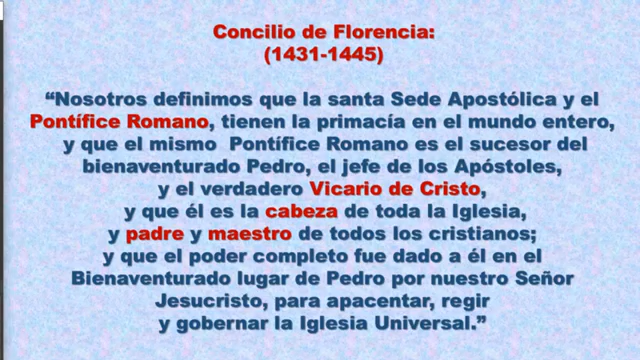 Concilio de Florencia:
(1431-1445)
“Nosotros definimos que la santa Sede Apostólica y el
Pontífice Romano, tienen la primacía en el mundo entero,
y que el mismo Pontífice Romano es el sucesor del
bienaventurado Pedro, el jefe de los Apóstoles,
y el verdadero Vicario de Cristo,
y que él es la cabeza de toda la Iglesia,
y padre y maestro de todos los cristianos;
y que el poder completo fue dado a él en el
Bienaventurado lugar de Pedro por nuestro Señor
Jesucristo, para apacentar, regir
y gobernar la Iglesia Universal.”